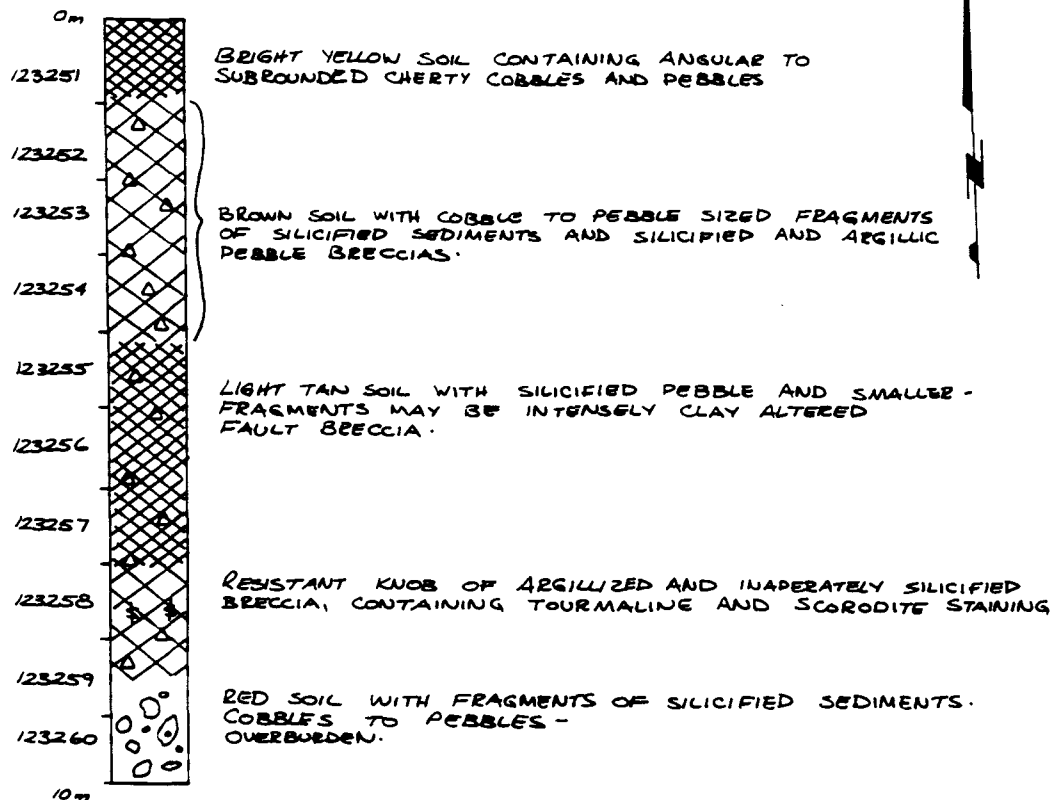 0m
123251
BRIGHT YELLOW SOIL CONTAINING ANGULAR TO
SUBROUNDED CHERTY COBBLES AND PEBBLES
123252
123253
BROWN SOIL WITH COBBLE TO PEBBLE SIZED FRAGMENTS
OF SILICIFIED SEDIMENTS AND SILICIFIED AND ARGILLIC
PEBBLE BRECCIAS.
123254
123255
LIGHT TAN SOIL WITH SILICIFIED PEBBLE AND SMALLER -
FRAGMENTS MAY BE INTENSELY CLAY ALTERED
FAULT BRECCIA.
123256
123257
123258
RESISTANT KNOB OF ARGILLIZED AND INADERATELY SILICIFIED
BRECCIA, CONTAINING TOURMALINE AND SCORODITE STAINING
123259
RED SOIL WITH FRAGMENTS OF SILICIFIED SEDIMENTS.
COBBLES TO PEBBLES -
OVERBURDEN.
123260
10m